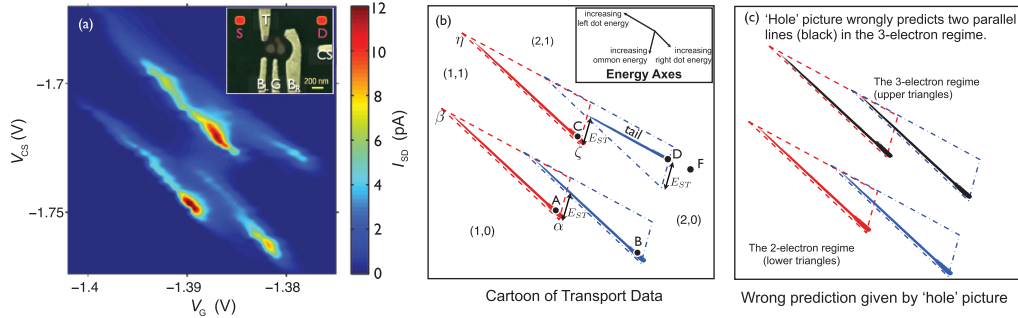 (a)
T
S
D
CS
B
G
B
200 nm
12
10
8
6
4
2
0
I_SD (pA)
−1.7
−1.75
V_CS (V)
−1.4
−1.39
−1.38
V_G (V)
(b)
increasing
left dot energy
increasing
ommon energy
increasing
right dot energy
Energy Axes
η
(2,1)
(1,1)
β
C
ζ
E_ST
tail
D
F
E_ST
A
α
E_ST
(1,0)
(2,0)
B
Cartoon of Transport Data
(c)
‘Hole’ picture wrongly predicts two parallel
lines (black) in the 3-electron regime.
The 3-electron regime
(upper triangles)
The 2-electron regime
(lower triangles)
Wrong prediction given by ‘hole’ picture